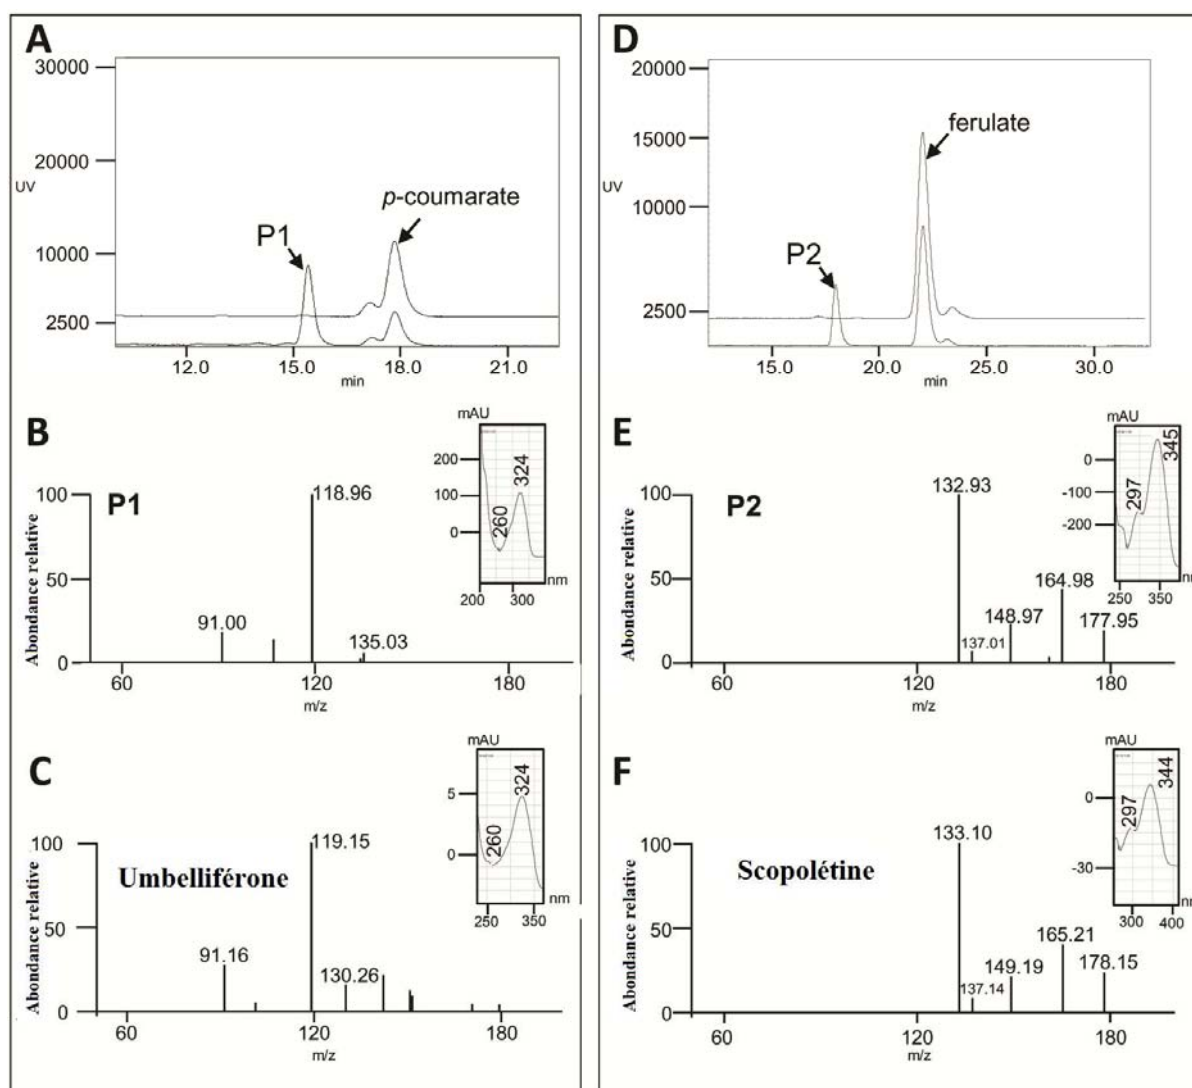 A
30000
20000
UV
10000
2500
P1
p-coumarate
12.0 15.0 18.0 21.0
min
D
20000
15000
UV
10000
2500
P2
ferulate
15.0 20.0 25.0 30.0
min
B
P1
Abondance relative
100
50
0
118.96
91.00
135.03
60 120 180
m/z
mAU
200
100
0
260
324
nm
200 300
E
P2
Abondance relative
100
50
0
132.93
164.98
148.97
177.95
137.01
60 120 180
m/z
mAU
0
-100
-200
297
345
250 350
C
Umbelliférone
Abondance relative
100
50
0
119.15
91.16
130.26
60 120 180
m/z
mAU
5
0
260
324
nm
250 350
F
Scopolétine
Abondance relative
100
50
0
133.10
165.21
149.19
178.15
137.14
60 120 180
m/z
mAU
0
-30
297
344
300 400